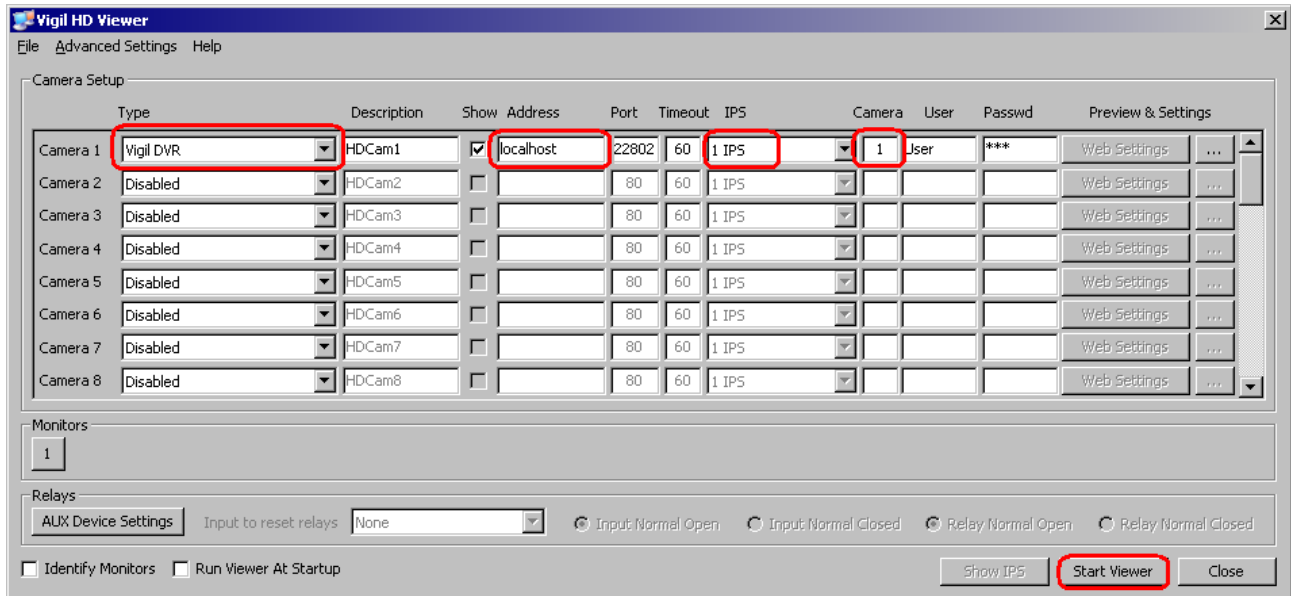 Vigil HD Viewer
File Advanced Settings Help
Camera Setup
Type Description Show Address Port Timeout IPS Camera User Passwd Preview & Settings
Camera 1 Vigil DVR HDCam1 localhost 22802 60 1 IPS 1 User *** Web Settings ...
Camera 2 Disabled HDCam2 80 60 1 IPS Web Settings ...
Camera 3 Disabled HDCam3 80 60 1 IPS Web Settings ...
Camera 4 Disabled HDCam4 80 60 1 IPS Web Settings ...
Camera 5 Disabled HDCam5 80 60 1 IPS Web Settings ...
Camera 6 Disabled HDCam6 80 60 1 IPS Web Settings ...
Camera 7 Disabled HDCam7 80 60 1 IPS Web Settings ...
Camera 8 Disabled HDCam8 80 60 1 IPS Web Settings ...
Monitors
1
Relays
AUX Device Settings Input to reset relays None Input Normal Open Input Normal Closed Relay Normal Open Relay Normal Closed
Identify Monitors Run Viewer At Startup Show IPS Start Viewer Close